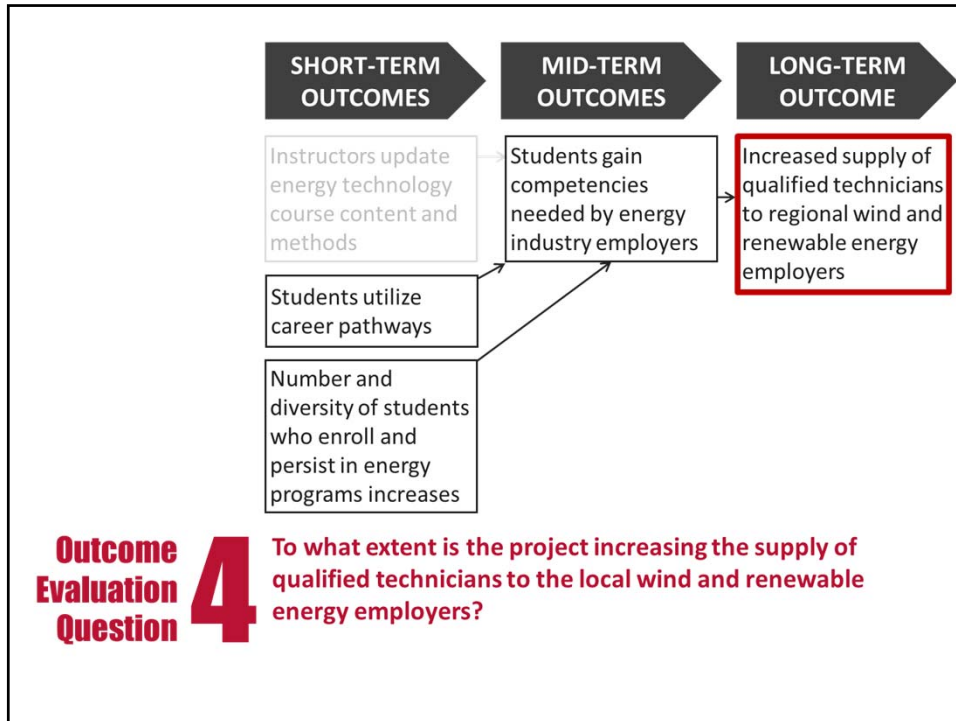 SHORT-TERM
OUTCOMES
MID-TERM
OUTCOMES
LONG-TERM
OUTCOME
Instructors update
energy technology
course content and
methods
Students utilize
career pathways
Number and
diversity of students
who enroll and
persist in energy
programs increases
Students gain
competencies
needed by energy
industry employers
Increased supply of
qualified technicians
to regional wind and
renewable energy
employers
Outcome
Evaluation
Question
4
To what extent is the project increasing the supply of
qualified technicians to the local wind and renewable
energy employers?